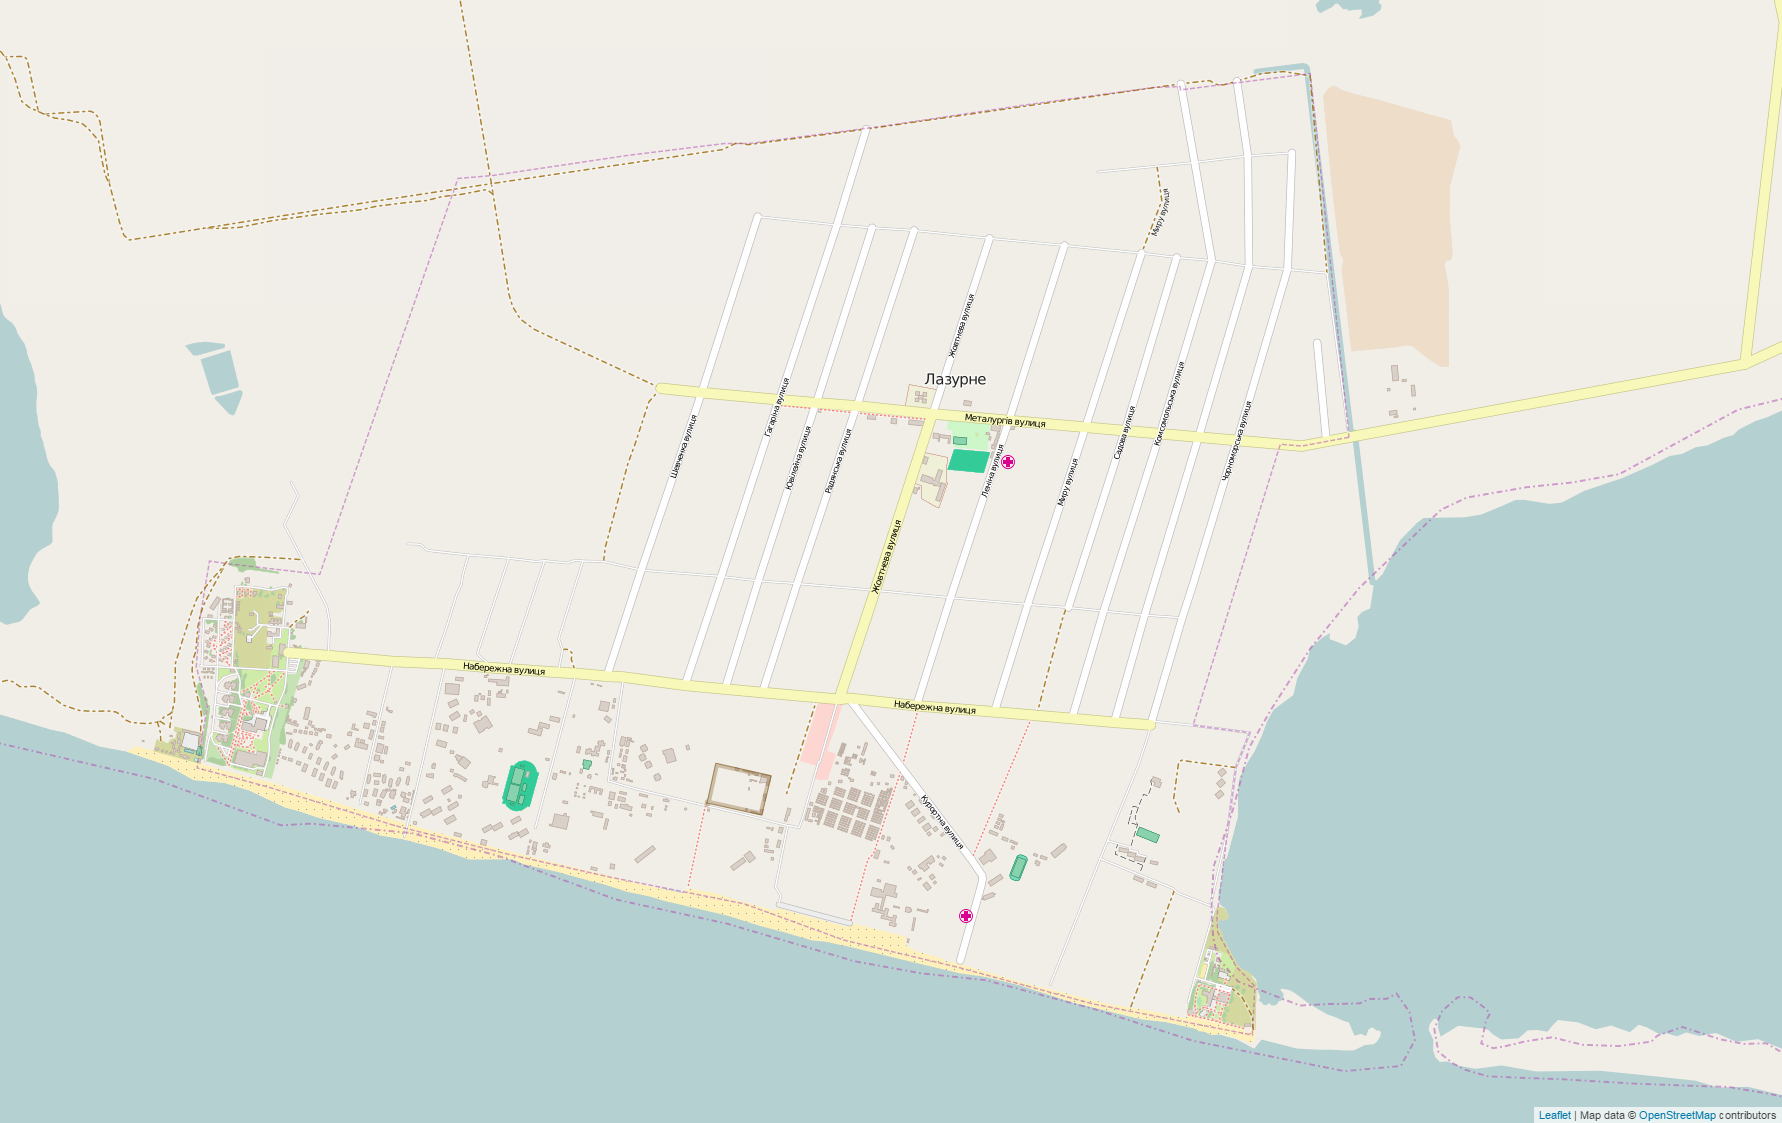 Миру вулиця
Жовтнева вулиця
Лазурне
Гагаріна вулиця
Металургів вулиця
Комсомольська вулиця
Садова вулиця
Чорноморська вулиця
Шевченка вулиця
Ювілейна вулиця
Радянська вулиця
Леніна вулиця
Миру вулиця
Жовтнева вулиця
Набережна вулиця
Набережна вулиця
Курортна вулиця
Leaflet | Map data © OpenStreetMap contributors